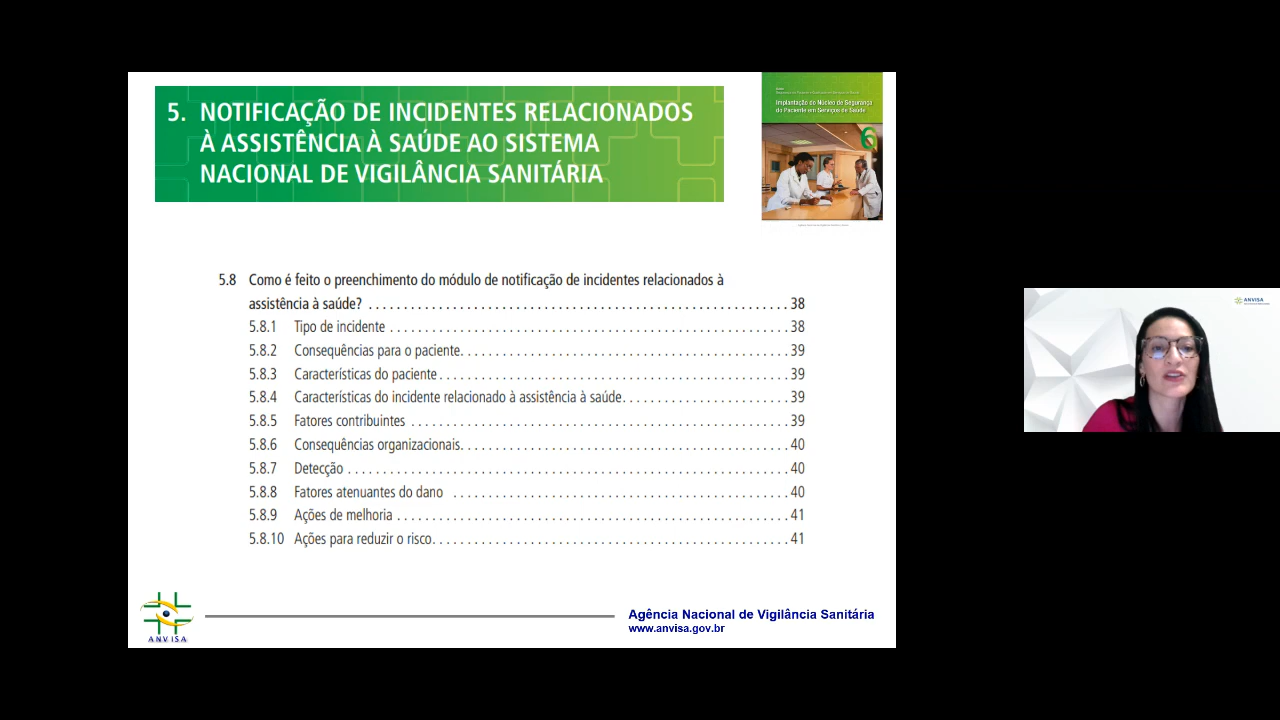 5. NOTIFICAÇÃO DE INCIDENTES RELACIONADOS
À ASSISTÊNCIA À SAÚDE AO SISTEMA
NACIONAL DE VIGILÂNCIA SANITÁRIA
Implantação do Núcleo de Segurança
do Paciente em Serviços de Saúde
6
5.8 Como é feito o preenchimento do módulo de notificação de incidentes relacionados à
assistência à saúde? 38
5.8.1 Tipo de incidente 38
5.8.2 Consequências para o paciente 39
5.8.3 Características do paciente 39
5.8.4 Características do incidente relacionado à assistência à saúde 39
5.8.5 Fatores contribuintes 39
5.8.6 Consequências organizacionais 40
5.8.7 Detecção 40
5.8.8 Fatores atenuantes do dano 40
5.8.9 Ações de melhoria 41
5.8.10 Ações para reduzir o risco 41
ANVISA
Agência Nacional de Vigilância Sanitária
www.anvisa.gov.br
ANVISA